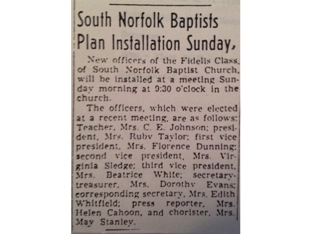 South Norfolk Baptists
Plan Installation Sunday.
New officers of the Fidelis Class
of South Norfolk Baptist Church,
will be installed at a meeting Sun-
day morning at 9:30 o'clock in the
church.
The officers, which were elected
at a recent meeting, are as follows:
Teacher, Mrs. C. E. Johnson; presi-
dent, Mrs. Ruby Taylor; first vice
president, Mrs. Florence Dunning;
second vice president, Mrs. Vir-
ginia Sledge; third vice president,
Mrs. Beatrice White; secretary-
treasurer, Mrs. Dorothy Evans;
corresponding secretary, Mrs. Edith
Whitfield; press reporter, Mrs.
Helen Cahoon, and chorister, Mrs.
May Stanley.